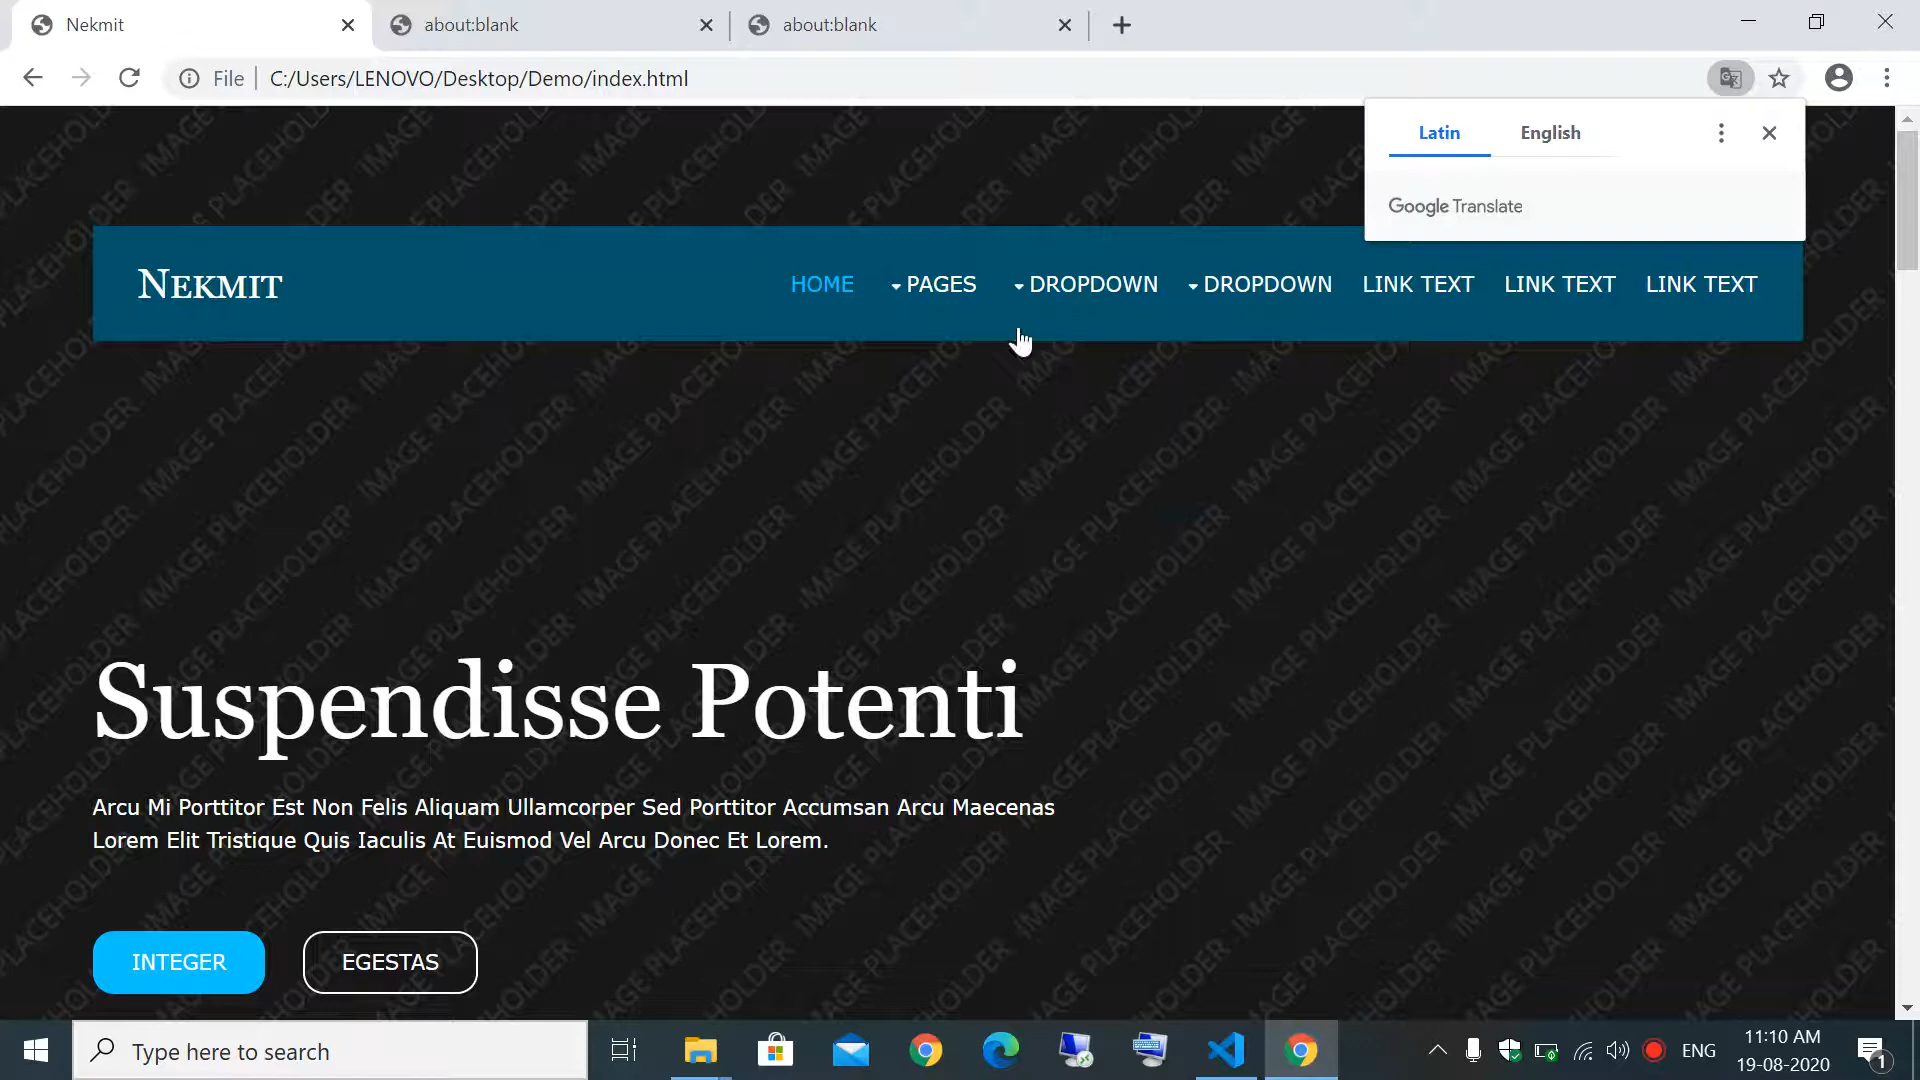 Nekmit
about:blank
about:blank
File
C:/Users/LENOVO/Desktop/Demo/index.html
Latin English
Google Translate
NEKMIT
HOME PAGES DROPDOWN DROPDOWN LINK TEXT LINK TEXT LINK TEXT
IMAGE PLACEHOLDER
Suspendisse Potenti
Arcu Mi Porttitor Est Non Felis Aliquam Ullamcorper Sed Porttitor Accumsan Arcu Maecenas
Lorem Elit Tristique Quis Iaculis At Euismod Vel Arcu Donec Et Lorem.
INTEGER EGESTAS
Type here to search
ENG
11:10 AM
19-08-2020
1